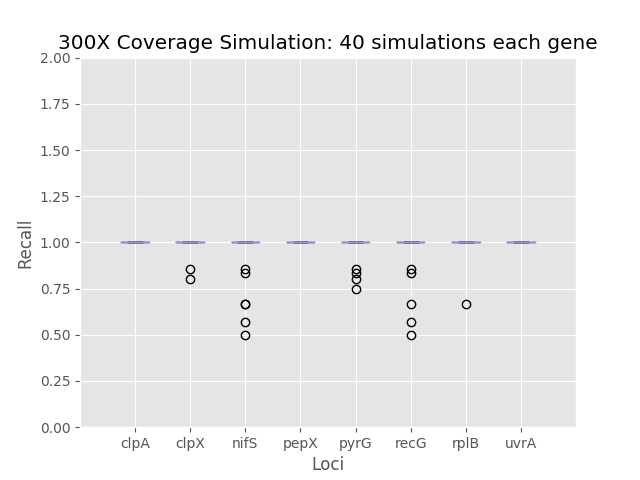 300X Coverage Simulation: 40 simulations each gene
2.00
1.75
1.50
1.25
1.00
0.75
0.50
0.25
0.00
Recall
clpA clpX nifS pepX pyrG recG rplB uvrA
Loci